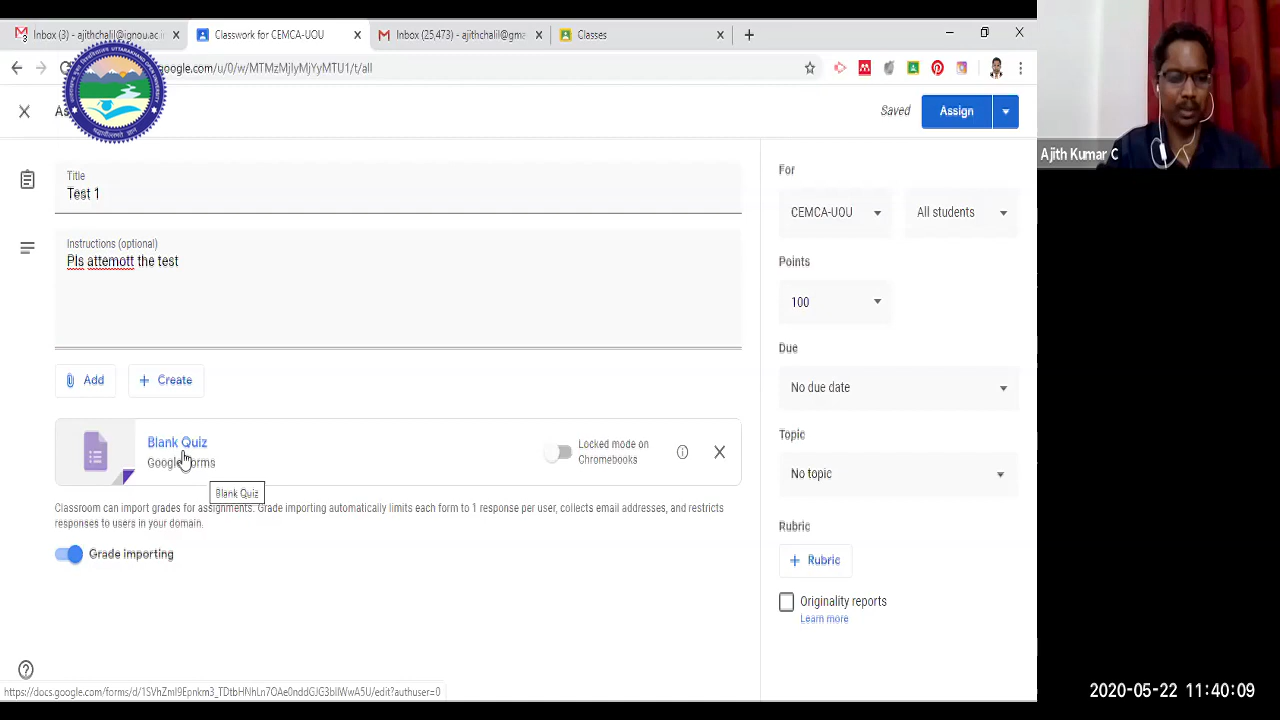 Inbox (3) - ajithchalil@ignou.ac.i
Classwork for CEMCA-UOU
Inbox (25,473) - ajithchalil@gma
Classes
google.com/u/0/w/MTMzMjIyMjYyMTU1/t/all
Saved
Assign
Title
Test 1
Instructions (optional)
Pls attemott the test
Add
Create
Blank Quiz
Google Forms
Locked mode on
Chromebooks
Blank Quiz
Classroom can import grades for assignments. Grade importing automatically limits each form to 1 response per user, collects email addresses, and restricts
responses to users in your domain.
Grade importing
For
CEMCA-UOU
All students
Points
100
Due
No due date
Topic
No topic
Rubric
Rubric
Originality reports
Learn more
Ajith Kumar C
2020-05-22 11:40:09